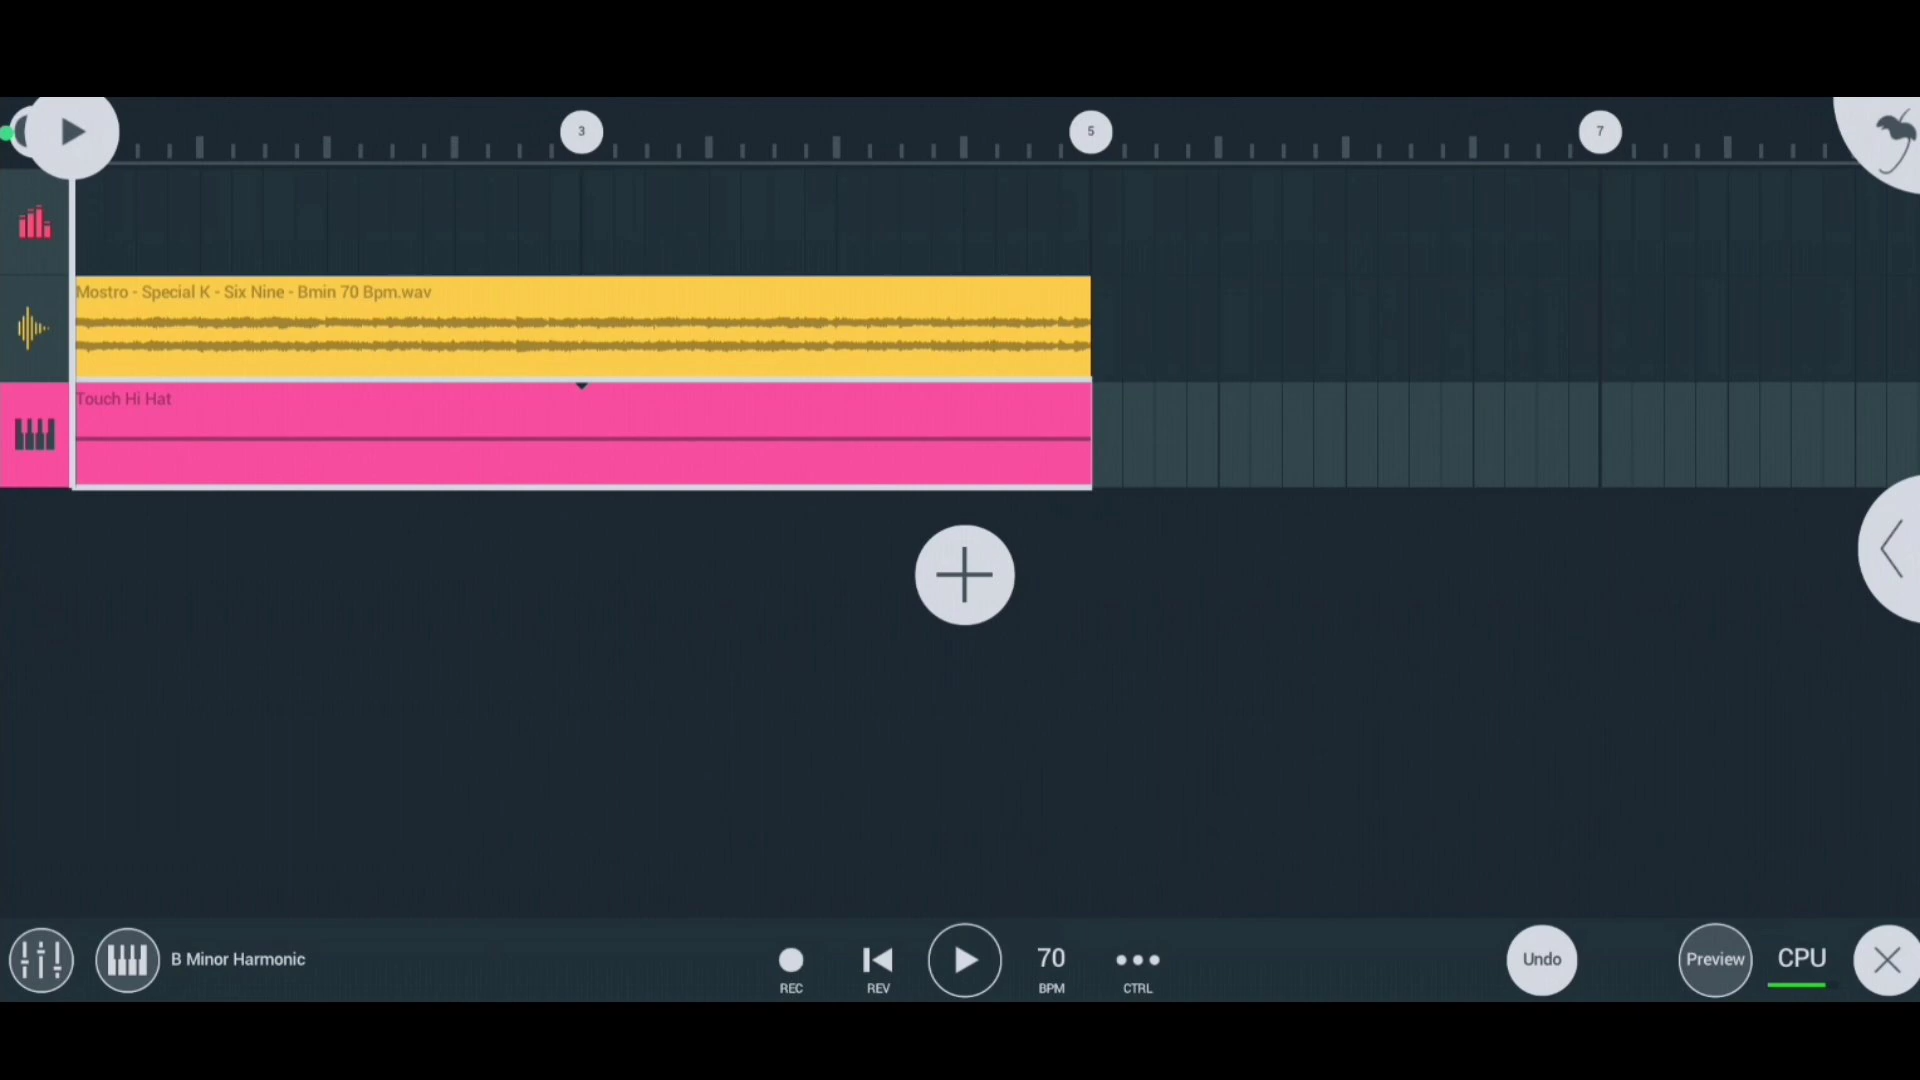 3
5
7
Mostro - Special K - Six Nine - Bmin 70 Bpm.wav
Touch Hi Hat
B Minor Harmonic
REC
REV
70
BPM
CTRL
Undo
Preview
CPU